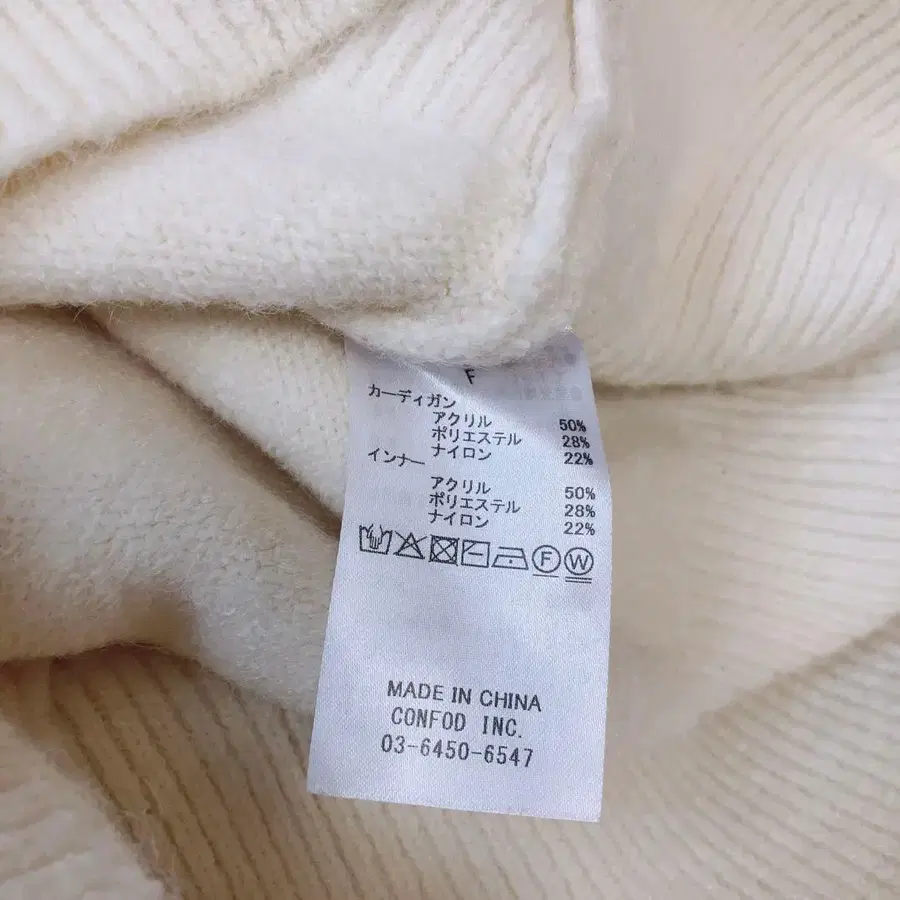 F
カーディガン
アクリル 50%
ポリエステル 28%
ナイロン 22%
インナー
アクリル 50%
ポリエステル 28%
ナイロン 22%
F W
MADE IN CHINA
CONFOD INC.
03-6450-6547